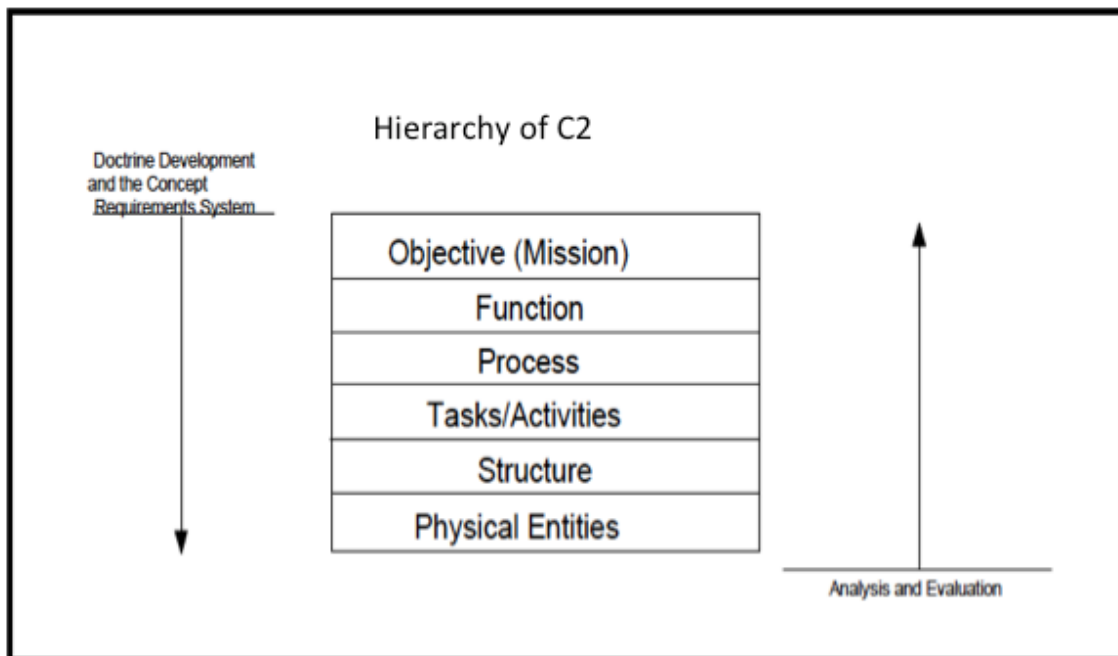 Hierarchy of C2
Doctrine Development
and the Concept
Requirements System
Objective (Mission)
Function
Process
Tasks/Activities
Structure
Physical Entities
Analysis and Evaluation